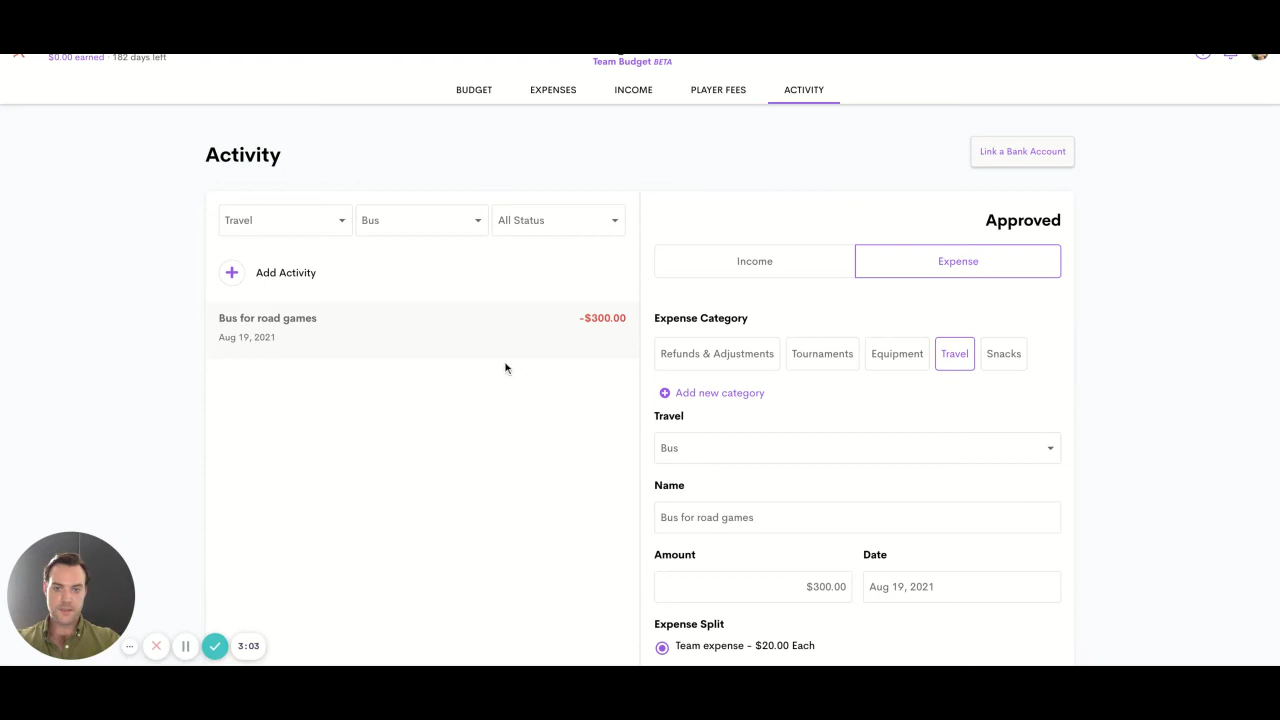 $0.00 earned · 182 days left
Team Budget BETA
BUDGET EXPENSES INCOME PLAYER FEES ACTIVITY
Activity
Link a Bank Account
Travel Bus All Status
Add Activity
Bus for road games -$300.00
Aug 19, 2021
Approved
Income Expense
Expense Category
Refunds & Adjustments Tournaments Equipment Travel Snacks
Add new category
Travel
Bus
Name
Bus for road games
Amount Date
$300.00 Aug 19, 2021
Expense Split
Team expense - $20.00 Each
3:03